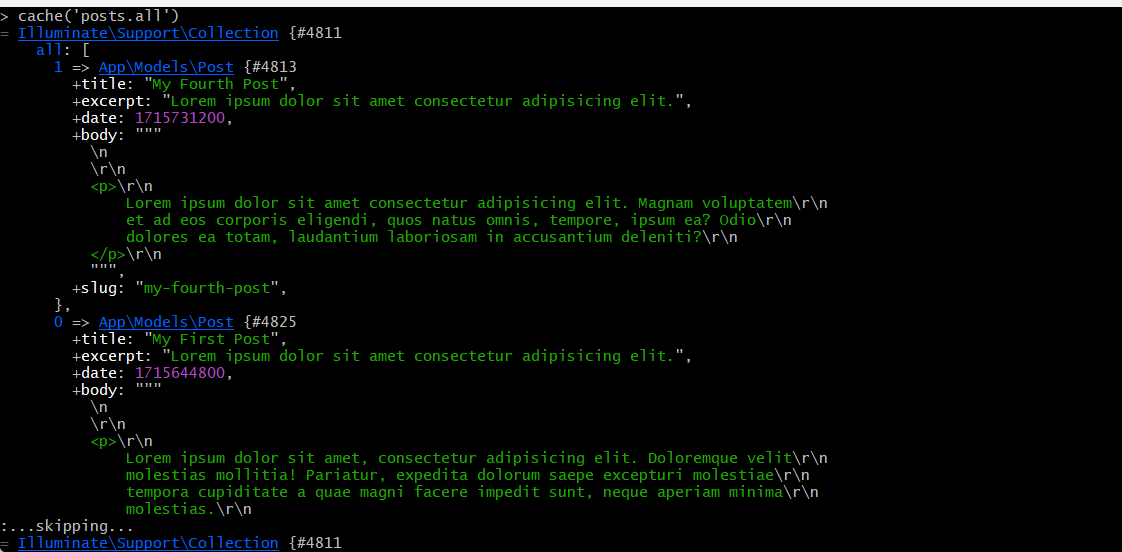 > cache('posts.all')
= Illuminate\Support\Collection {#4811
    all: [
      1 => App\Models\Post {#4813
        +title: "My Fourth Post",
        +excerpt: "Lorem ipsum dolor sit amet consectetur adipisicing elit.",
        +date: 1715731200,
        +body: """
          \n
          \r\n
          <p>\r\n
              Lorem ipsum dolor sit amet consectetur adipisicing elit. Magnam voluptatem\r\n
              et ad eos corporis eligendi, quos natus omnis, tempore, ipsum ea? Odio\r\n
              dolores ea totam, laudantium laboriosam in accusantium deleniti?\r\n
          </p>\r\n
          """,
        +slug: "my-fourth-post",
      },
      0 => App\Models\Post {#4825
        +title: "My First Post",
        +excerpt: "Lorem ipsum dolor sit amet consectetur adipisicing elit.",
        +date: 1715644800,
        +body: """
          \n
          \r\n
          <p>\r\n
              Lorem ipsum dolor sit amet, consectetur adipisicing elit. Doloremque velit\r\n
              molestias mollitia! Pariatur, expedita dolorum saepe excepturi molestiae\r\n
              tempora cupiditate a quae magni facere impedit sunt, neque aperiam minima\r\n
              molestias.\r\n
:...skipping...
= Illuminate\Support\Collection {#4811